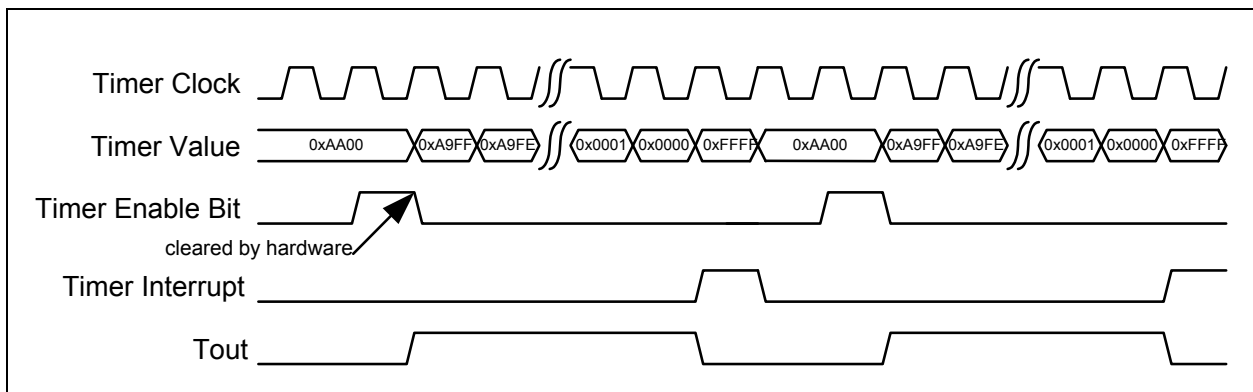 Timer Clock
Timer Value
0xAA00 0xA9FF 0xA9FE 0x0001 0x0000 0xFFFF 0xAA00 0xA9FF 0xA9FE 0x0001 0x0000 0xFFFF
Timer Enable Bit
cleared by hardware
Timer Interrupt
Tout